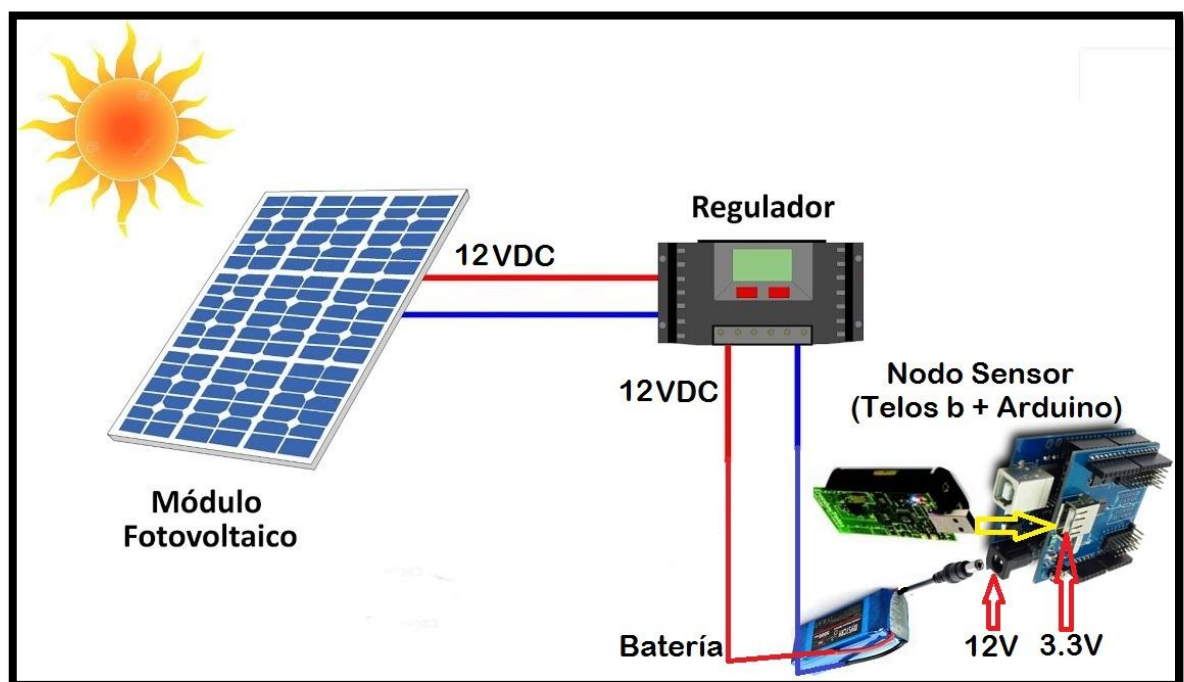 Regulador
12VDC
12VDC
Nodo Sensor
(Telos b + Arduino)
Módulo
Fotovoltaico
Batería
12V
3.3V